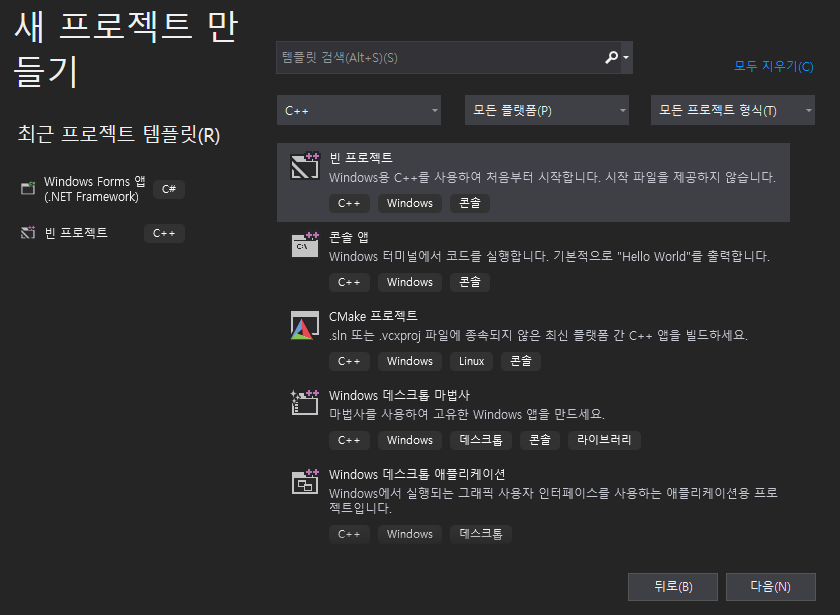 새 프로젝트 만
들기
최근 프로젝트 템플릿(R)
Windows Forms 앱
(.NET Framework)
C#
빈 프로젝트
C++
템플릿 검색(Alt+S)(S)
모두 지우기(C)
C++
모든 플랫폼(P)
모든 프로젝트 형식(T)
빈 프로젝트
Windows용 C++를 사용하여 처음부터 시작합니다. 시작 파일을 제공하지 않습니다.
C++ Windows 콘솔
콘솔 앱
Windows 터미널에서 코드를 실행합니다. 기본적으로 "Hello World"를 출력합니다.
C++ Windows 콘솔
CMake 프로젝트
.sln 또는 .vcxproj 파일에 종속되지 않은 최신 플랫폼 간 C++ 앱을 빌드하세요.
C++ Windows Linux 콘솔
Windows 데스크톱 마법사
마법사를 사용하여 고유한 Windows 앱을 만드세요.
C++ Windows 데스크톱 콘솔 라이브러리
Windows 데스크톱 애플리케이션
Windows에서 실행되는 그래픽 사용자 인터페이스를 사용하는 애플리케이션용 프로
젝트입니다.
C++ Windows 데스크톱
뒤로(B)
다음(N)